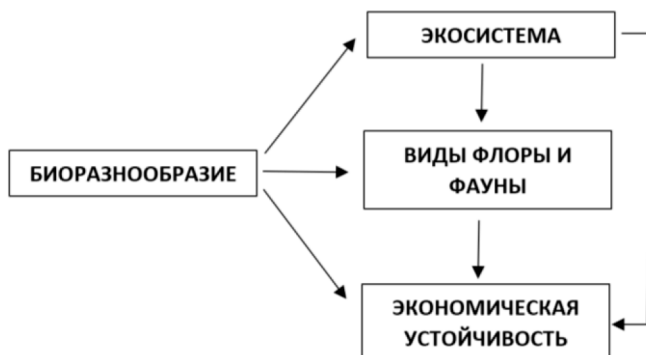 ЭКОСИСТЕМА
БИОРАЗНООБРАЗИЕ
ВИДЫ ФЛОРЫ И
ФАУНЫ
ЭКОНОМИЧЕСКАЯ
УСТОЙЧИВОСТЬ